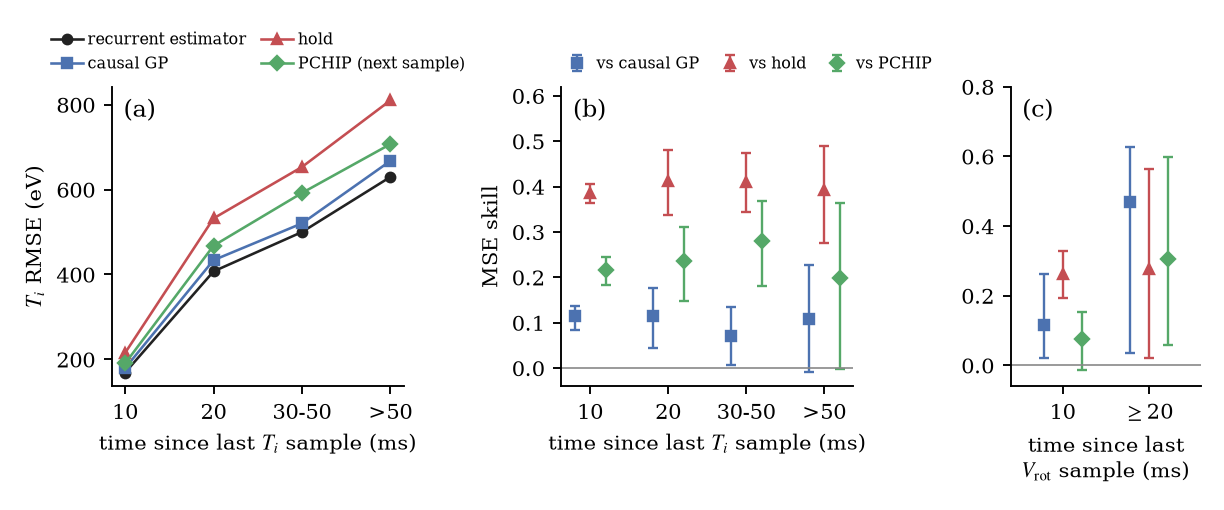 recurrent estimator
hold
causal GP
PCHIP (next sample)
(a)
800
600
400
200
10
20
30-50
>50
T_i RMSE (eV)
time since last T_i sample (ms)
vs causal GP
vs hold
vs PCHIP
(b)
0.6
0.5
0.4
0.3
0.2
0.1
0.0
10
20
30-50
>50
MSE skill
time since last T_i sample (ms)
(c)
0.8
0.6
0.4
0.2
0.0
10
≥ 20
time since last
V_rot sample (ms)